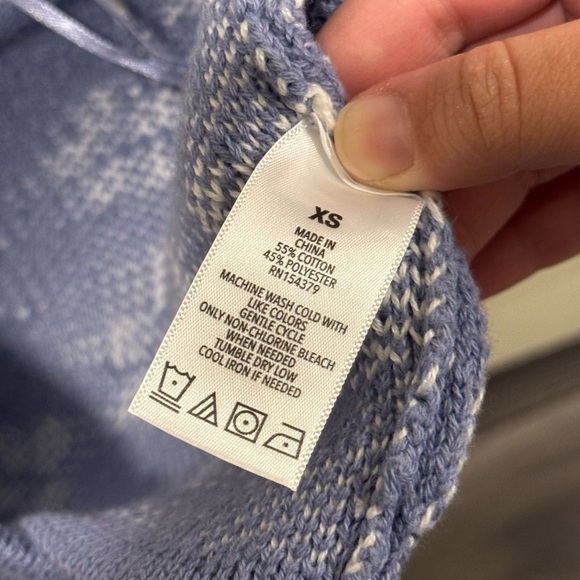 XS
MADE IN
CHINA
55% COTTON
45% POLYESTER
RN154379
MACHINE WASH COLD WITH
LIKE COLORS
GENTLE CYCLE
ONLY NON-CHLORINE BLEACH
WHEN NEEDED
TUMBLE DRY LOW
COOL IRON IF NEEDED